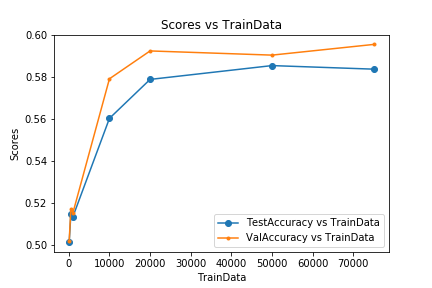 Scores vs TrainData
0.60
0.58
0.56
0.54
0.52
0.50
Scores
0 10000 20000 30000 40000 50000 60000 70000
TrainData
TestAccuracy vs TrainData
ValAccuracy vs TrainData